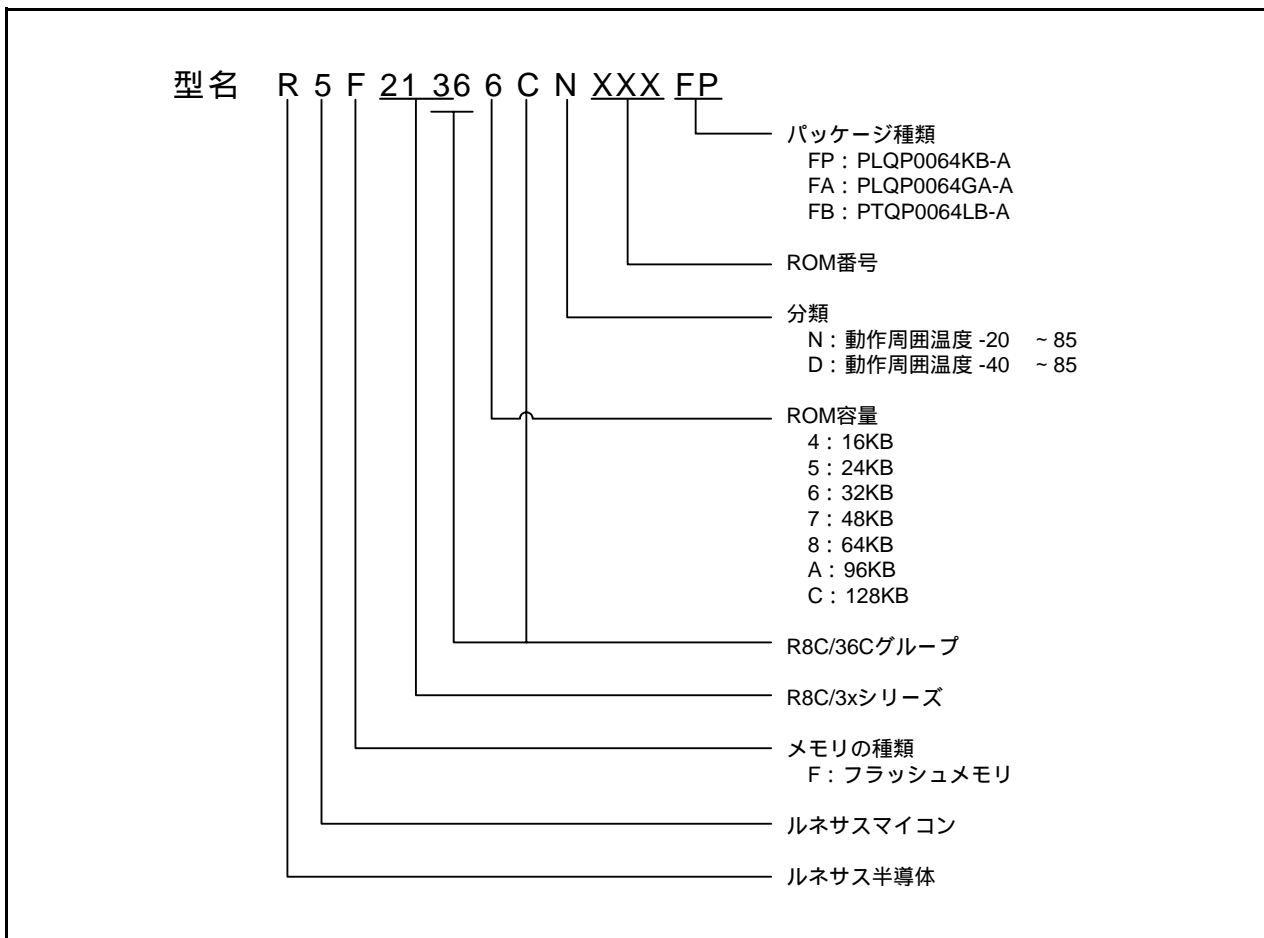 型名 R 5 F 21 36 6 C N XXX FP
パッケージ種類
FP : PLQP0064KB-A
FA : PLQP0064GA-A
FB : PTQP0064LB-A
ROM番号
分類
N : 動作周囲温度 -20 ~ 85
D : 動作周囲温度 -40 ~ 85
ROM容量
4 : 16KB
5 : 24KB
6 : 32KB
7 : 48KB
8 : 64KB
A : 96KB
C : 128KB
R8C/36Cグループ
R8C/3xシリーズ
メモリの種類
F : フラッシュメモリ
ルネサスマイコン
ルネサス半導体